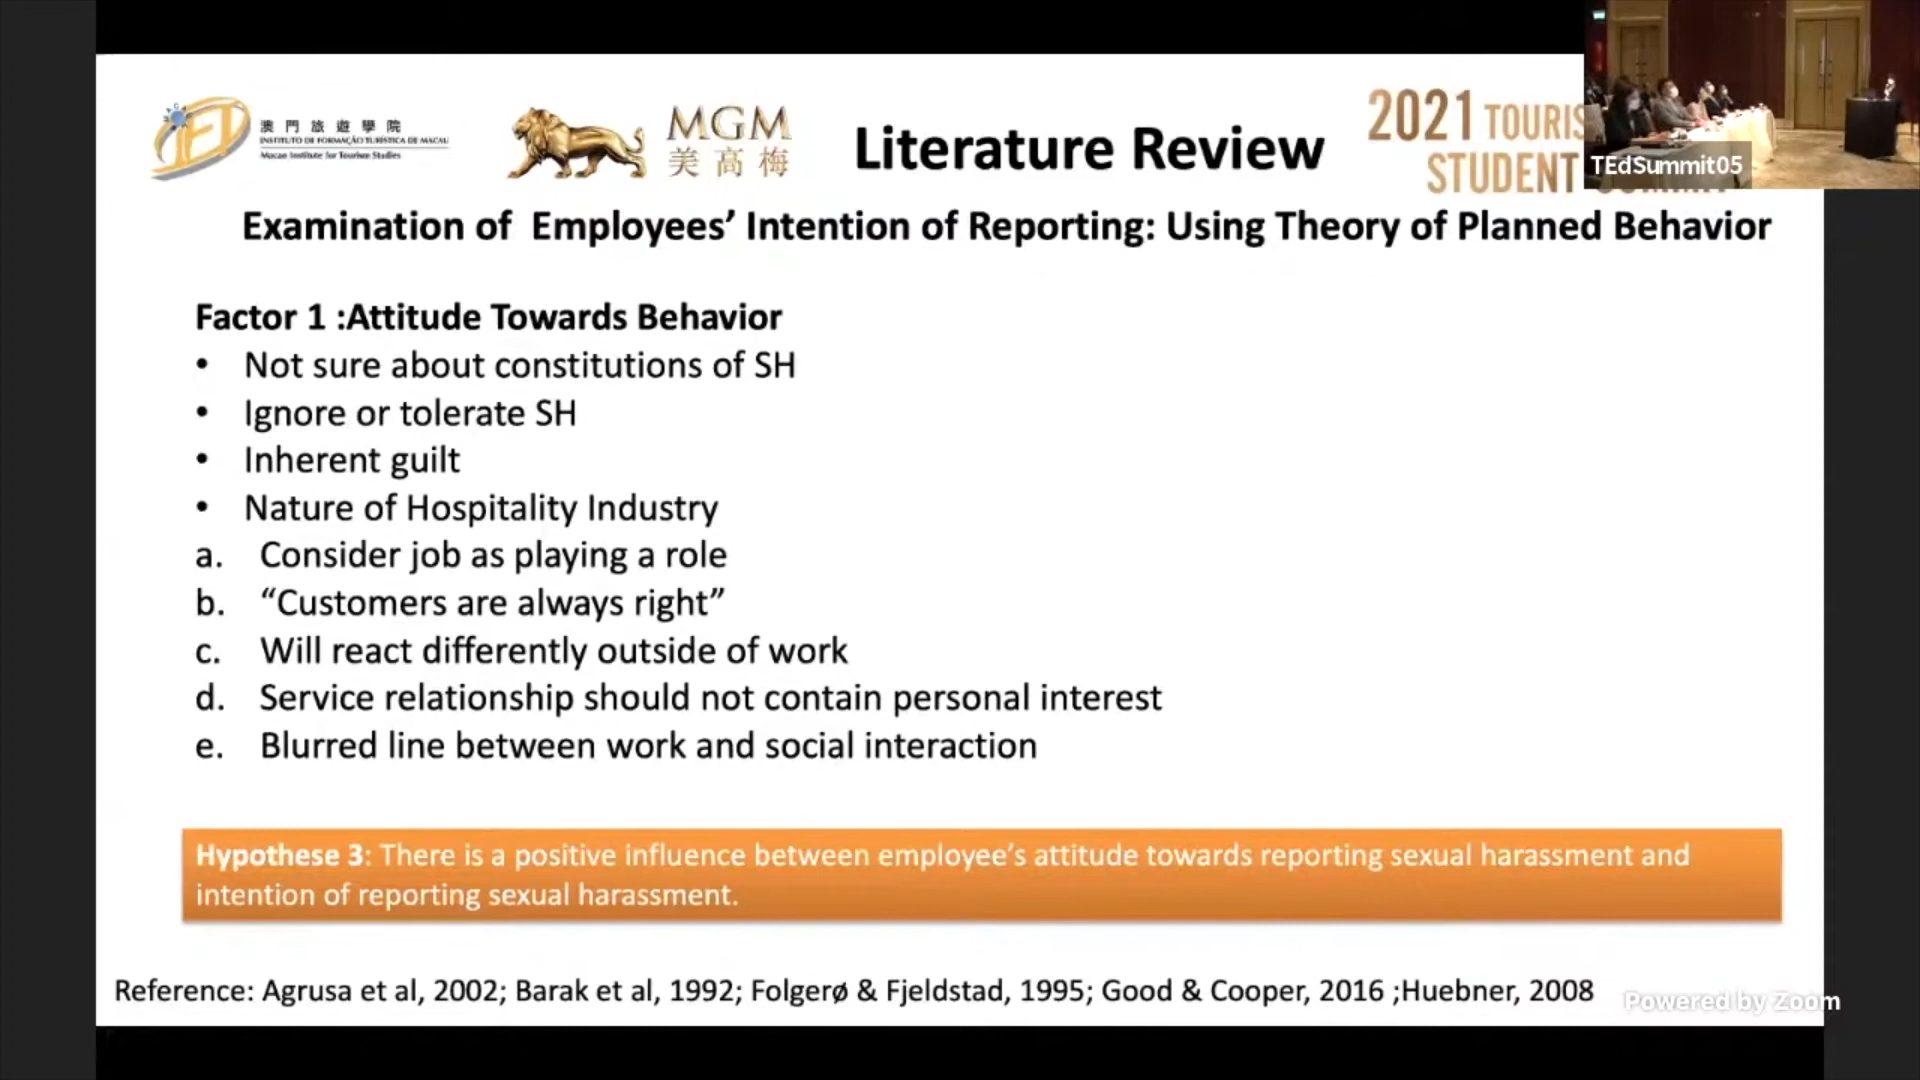 澳門旅遊學院
INSTITUTO DE FORMAÇÃO TURÍSTICA DE MACAU
Macao Institute for Tourism Studies
MGM
美高梅
Literature Review
2021 TOURIS
STUDENT
TEdSummit05
Examination of Employees’ Intention of Reporting: Using Theory of Planned Behavior
Factor 1 :Attitude Towards Behavior
• Not sure about constitutions of SH
• Ignore or tolerate SH
• Inherent guilt
• Nature of Hospitality Industry
a. Consider job as playing a role
b. “Customers are always right”
c. Will react differently outside of work
d. Service relationship should not contain personal interest
e. Blurred line between work and social interaction
Hypothese 3: There is a positive influence between employee’s attitude towards reporting sexual harassment and
intention of reporting sexual harassment.
Reference: Agrusa et al, 2002; Barak et al, 1992; Folgerø & Fjeldstad, 1995; Good & Cooper, 2016 ;Huebner, 2008
Powered by Zoom